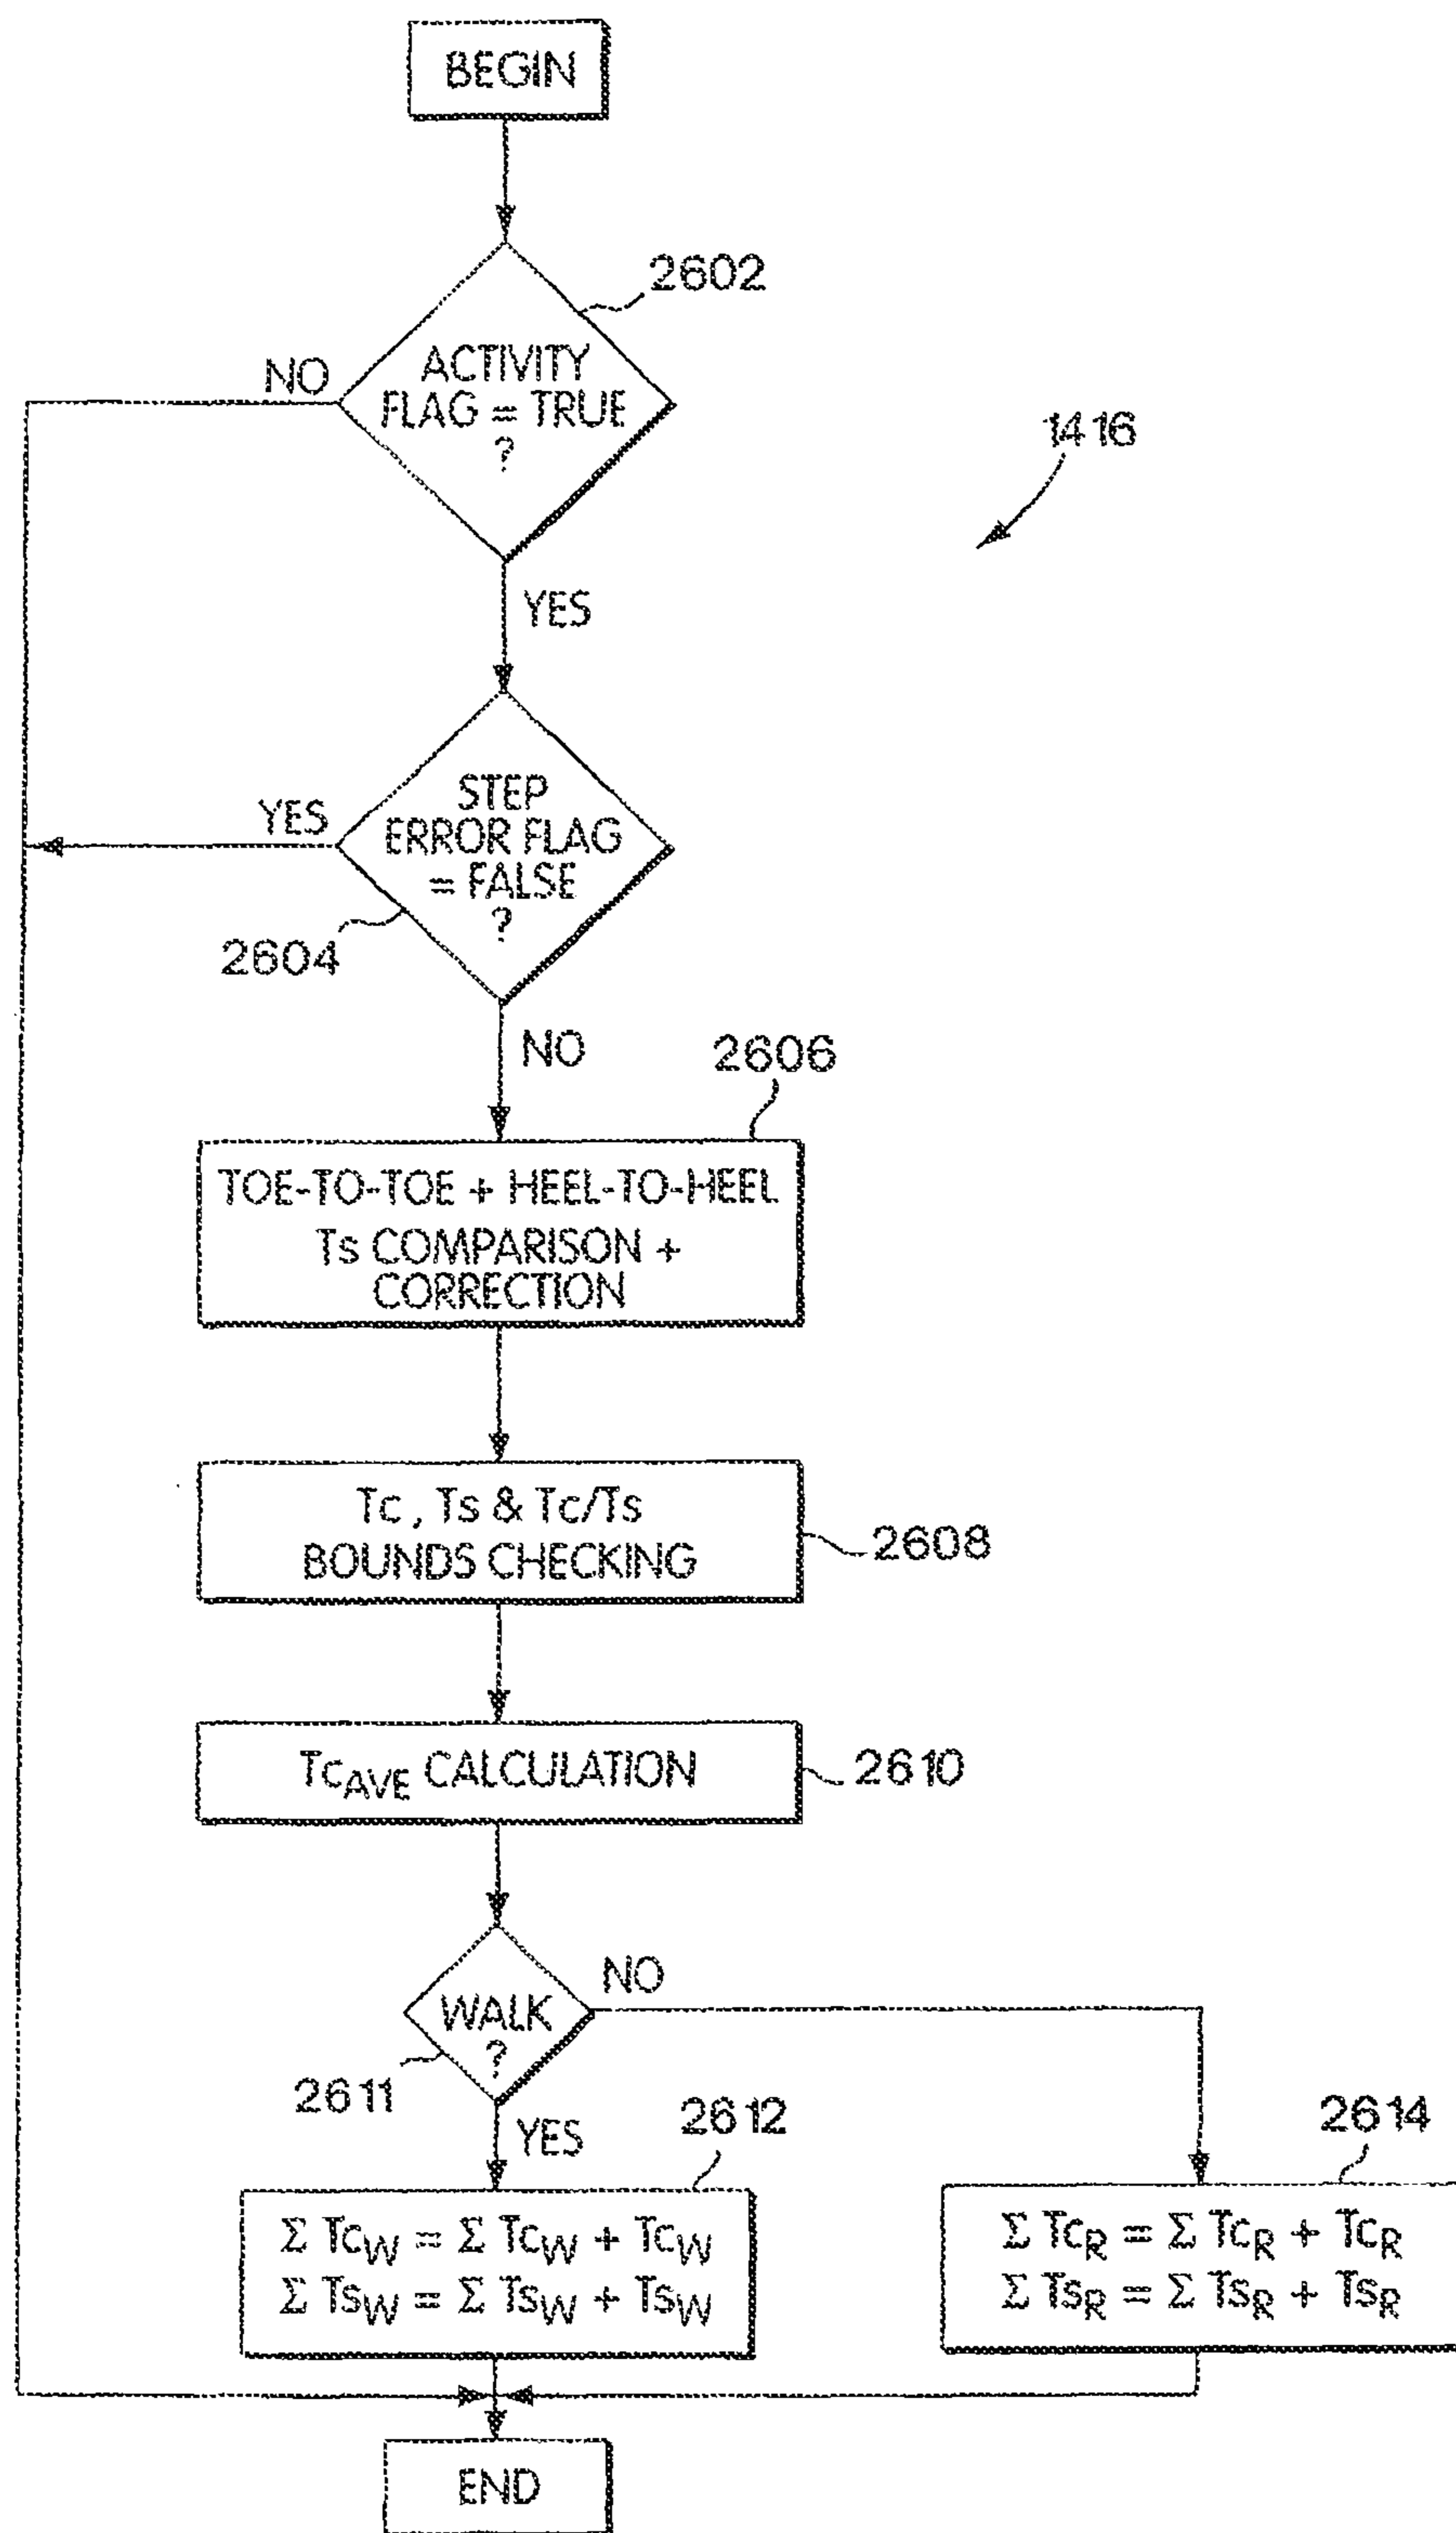 BEGIN
2602
ACTIVITY
FLAG = TRUE
?
NO
1416
YES
STEP
ERROR FLAG
= FALSE
?
YES
2604
NO
2606
TOE-TO-TOE + HEEL-TO-HEEL
Ts COMPARISON +
CORRECTION
Tc, Ts & Tc/Ts
BOUNDS CHECKING
2608
TcAVE CALCULATION
2610
WALK
?
NO
2611
YES
2612
Σ TcW = Σ TcW + TcW
Σ TsW = Σ TsW + TsW
2614
Σ TcR = Σ TcR + TcR
Σ TsR = Σ TsR + TsR
END